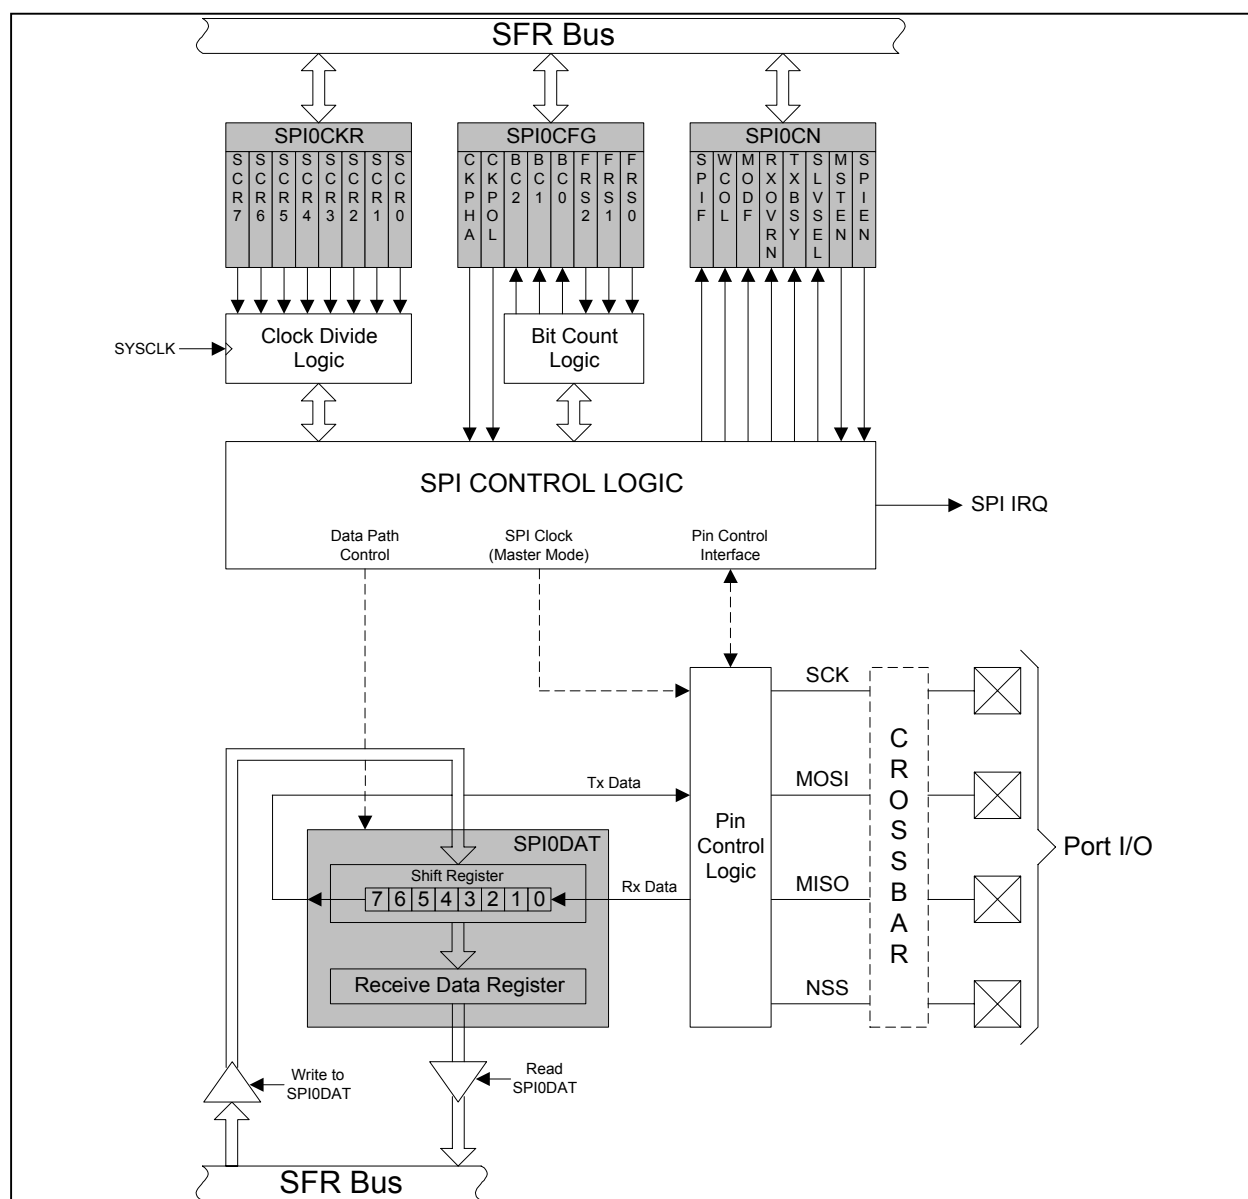 SFR Bus
SPI0CKR
SCR7
SCR6
SCR5
SCR4
SCR3
SCR2
SCR1
SCR0
SPI0CFG
CKPHA
CKPOL
BC2
BC1
BC0
FRS2
FRS1
FRS0
SPI0CN
SPIF
WCOL
MODF
RXOVRN
TXBSY
SLVSEL
MSTEN
SPIEN
SYSCLK
Clock Divide
Logic
Bit Count
Logic
SPI CONTROL LOGIC
SPI IRQ
Data Path
Control
SPI Clock
(Master Mode)
Pin Control
Interface
SCK
MOSI
MISO
NSS
CROSSBAR
Port I/O
Tx Data
Pin
Control
Logic
SPI0DAT
Shift Register
7 6 5 4 3 2 1 0
Rx Data
Receive Data Register
Write to
SPI0DAT
Read
SPI0DAT
SFR Bus